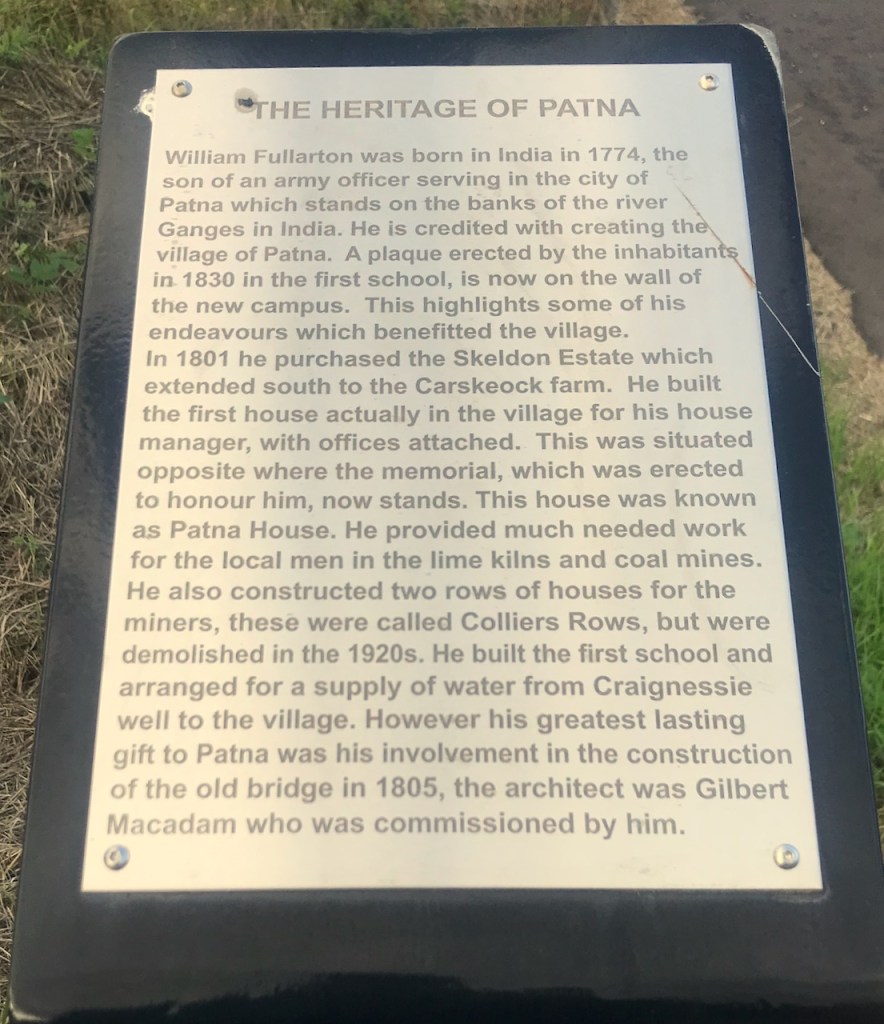 THE HERITAGE OF PATNA
William Fullarton was born in India in 1774, the
son of an army officer serving in the city of
Patna which stands on the banks of the river
Ganges in India. He is credited with creating the
village of Patna. A plaque erected by the inhabitants
in 1830 in the first school, is now on the wall of
the new campus. This highlights some of his
endeavours which benefitted the village.
In 1801 he purchased the Skeldon Estate which
extended south to the Carskeock farm. He built
the first house actually in the village for his house
manager, with offices attached. This was situated
opposite where the memorial, which was erected
to honour him, now stands. This house was known
as Patna House. He provided much needed work
for the local men in the lime kilns and coal mines.
He also constructed two rows of houses for the
miners, these were called Colliers Rows, but were
demolished in the 1920s. He built the first school and
arranged for a supply of water from Craignessie
well to the village. However his greatest lasting
gift to Patna was his involvement in the construction
of the old bridge in 1805, the architect was Gilbert
Macadam who was commissioned by him.